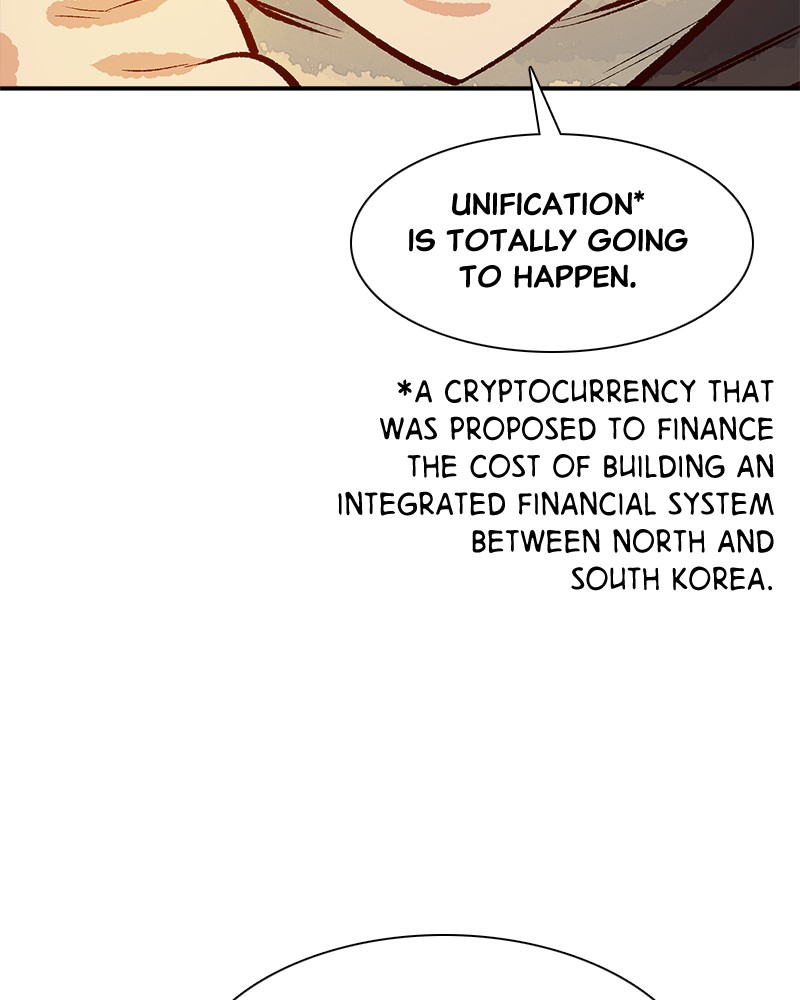 UNIFICATION*
IS TOTALLY GOING
TO HAPPEN.
*A CRYPTOCURRENCY THAT
WAS PROPOSED TO FINANCE
THE COST OF BUILDING AN
INTEGRATED FINANCIAL SYSTEM
BETWEEN NORTH AND
SOUTH KOREA.